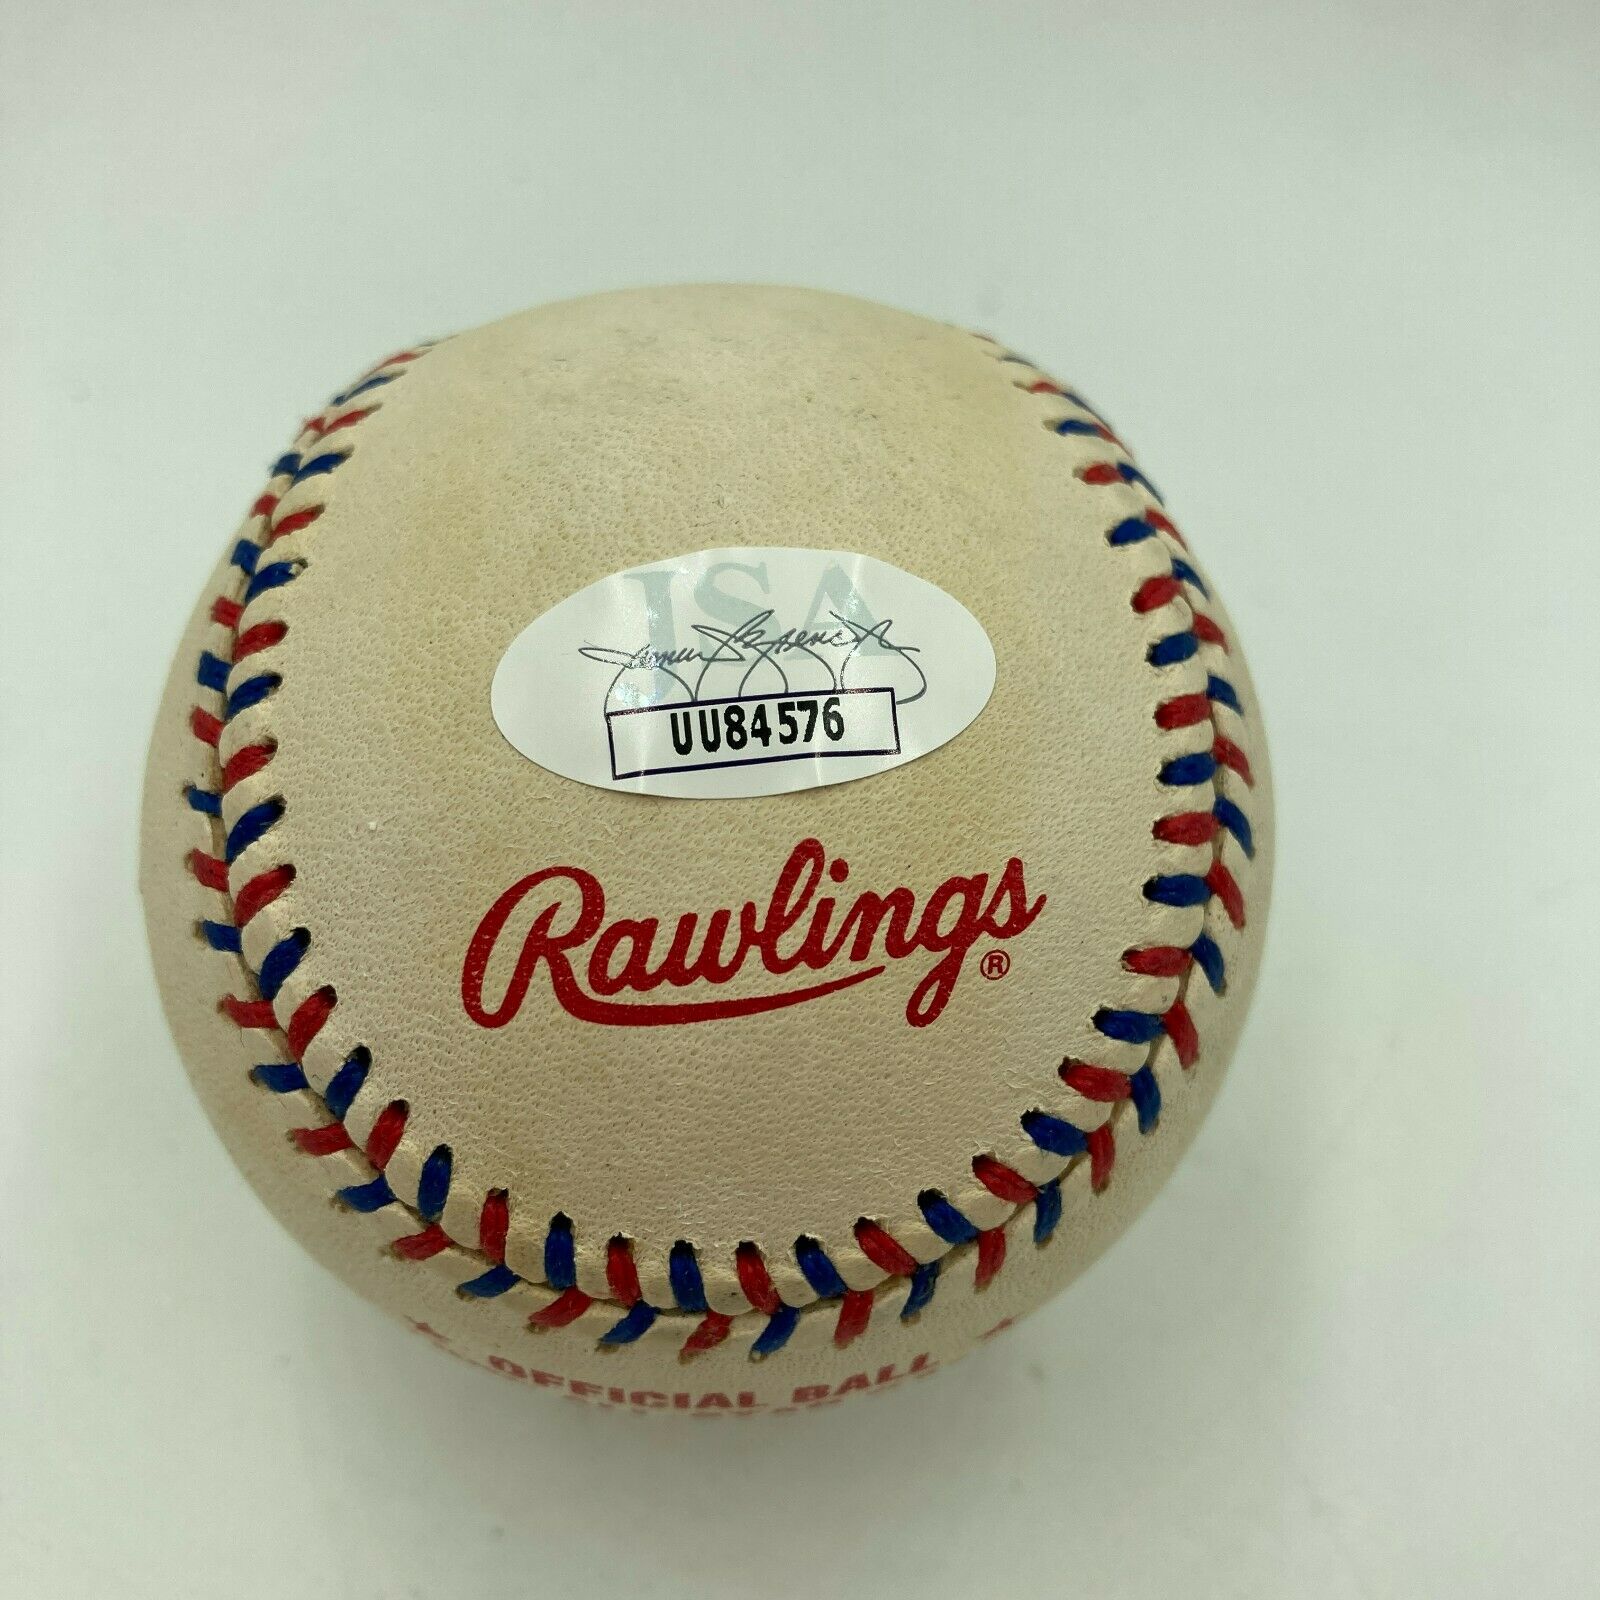 JSA
UU84576
Rawlings®
OFFICIAL BALL